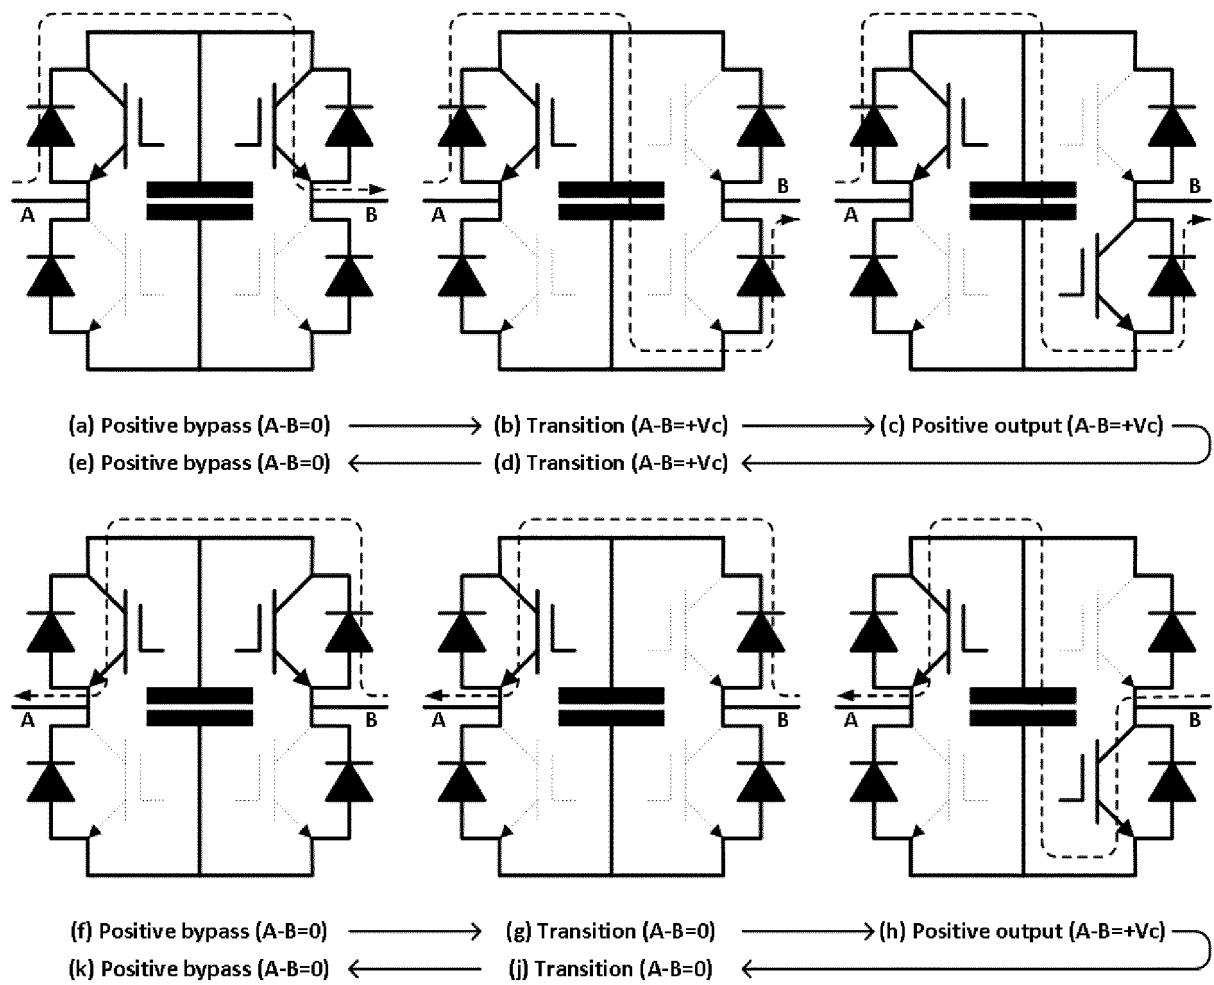 A B
A B
A B
(a) Positive bypass (A-B=0) (b) Transition (A-B=+Vc) (c) Positive output (A-B=+Vc)
(e) Positive bypass (A-B=0) (d) Transition (A-B=+Vc)
A B
A B
A B
(f) Positive bypass (A-B=0) (g) Transition (A-B=0) (h) Positive output (A-B=+Vc)
(k) Positive bypass (A-B=0) (j) Transition (A-B=0)